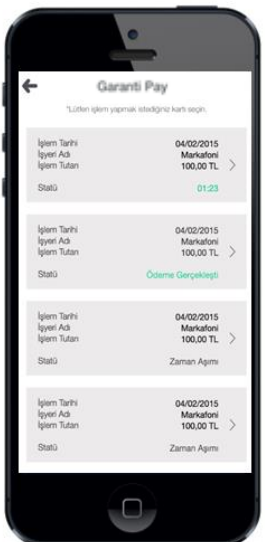 Garanti Pay
*Lütfen işlem yapmak istediğiniz kartı seçin.
İşlem Tarihi 04/02/2015
İşyeri Adı Markafoni
İşlem Tutarı 100,00 TL
Statü 01:23
İşlem Tarihi 04/02/2015
İşyeri Adı Markafoni
İşlem Tutarı 100,00 TL
Statü Ödeme Gerçekleşti
İşlem Tarihi 04/02/2015
İşyeri Adı Markafoni
İşlem Tutarı 100,00 TL
Statü Zaman Aşımı
İşlem Tarihi 04/02/2015
İşyeri Adı Markafoni
İşlem Tutarı 100,00 TL
Statü Zaman Aşımı